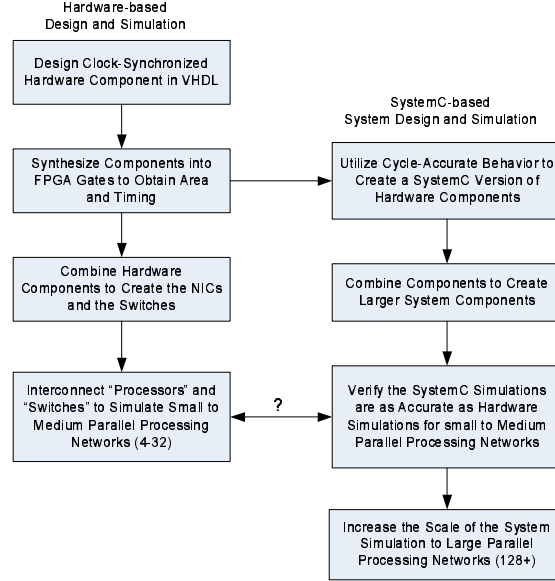 Hardware-based
Design and Simulation
Design Clock-Synchronized
Hardware Component in VHDL
Synthesize Components into
FPGA Gates to Obtain Area
and Timing
Combine Hardware
Components to Create the NICs
and the Switches
Interconnect “Processors” and
“Switches” to Simulate Small to
Medium Parallel Processing
Networks (4-32)
?
SystemC-based
System Design and Simulation
Utilize Cycle-Accurate Behavior to
Create a SystemC Version of
Hardware Components
Combine Components to Create
Larger System Components
Verify the SystemC Simulations
are as Accurate as Hardware
Simulations for small to Medium
Parallel Processing Networks
Increase the Scale of the System
Simulation to Large Parallel
Processing Networks (128+)